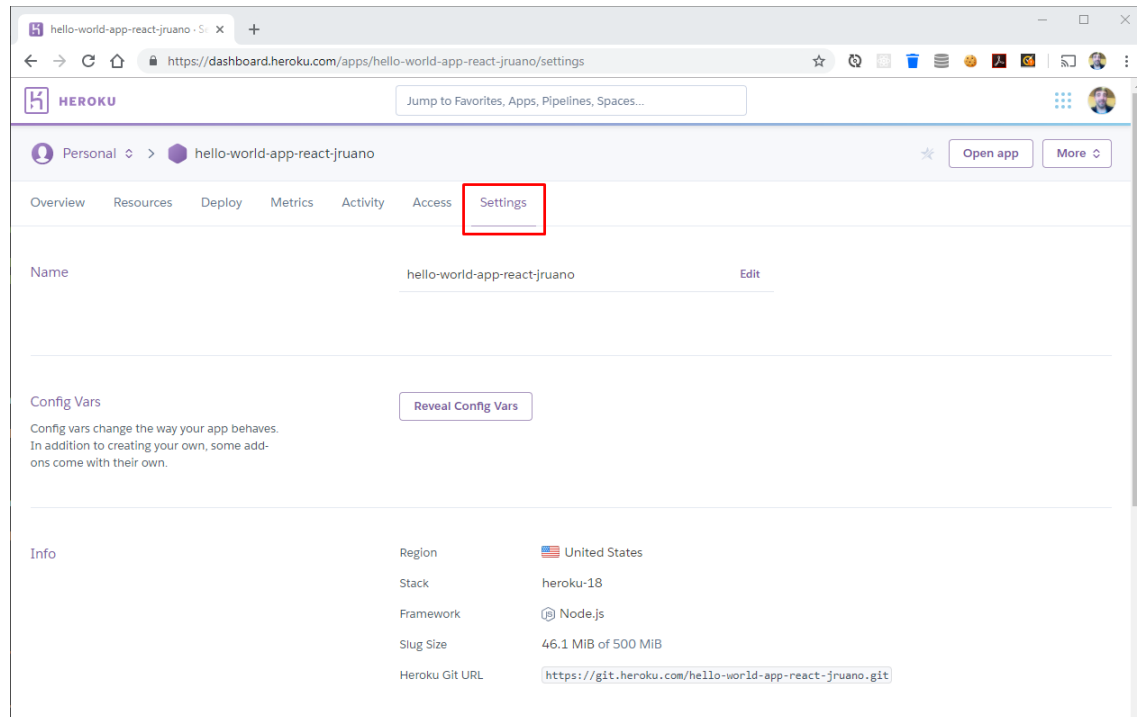 hello-world-app-react-jruano · Se
https://dashboard.heroku.com/apps/hello-world-app-react-jruano/settings
HEROKU
Jump to Favorites, Apps, Pipelines, Spaces...
Personal > hello-world-app-react-jruano
Open app
More
Overview Resources Deploy Metrics Activity Access Settings
Name
hello-world-app-react-jruano
Edit
Config Vars
Reveal Config Vars
Config vars change the way your app behaves.
In addition to creating your own, some add-
ons come with their own.
Info
Region United States
Stack heroku-18
Framework Node.js
Slug Size 46.1 MiB of 500 MiB
Heroku Git URL https://git.heroku.com/hello-world-app-react-jruano.git